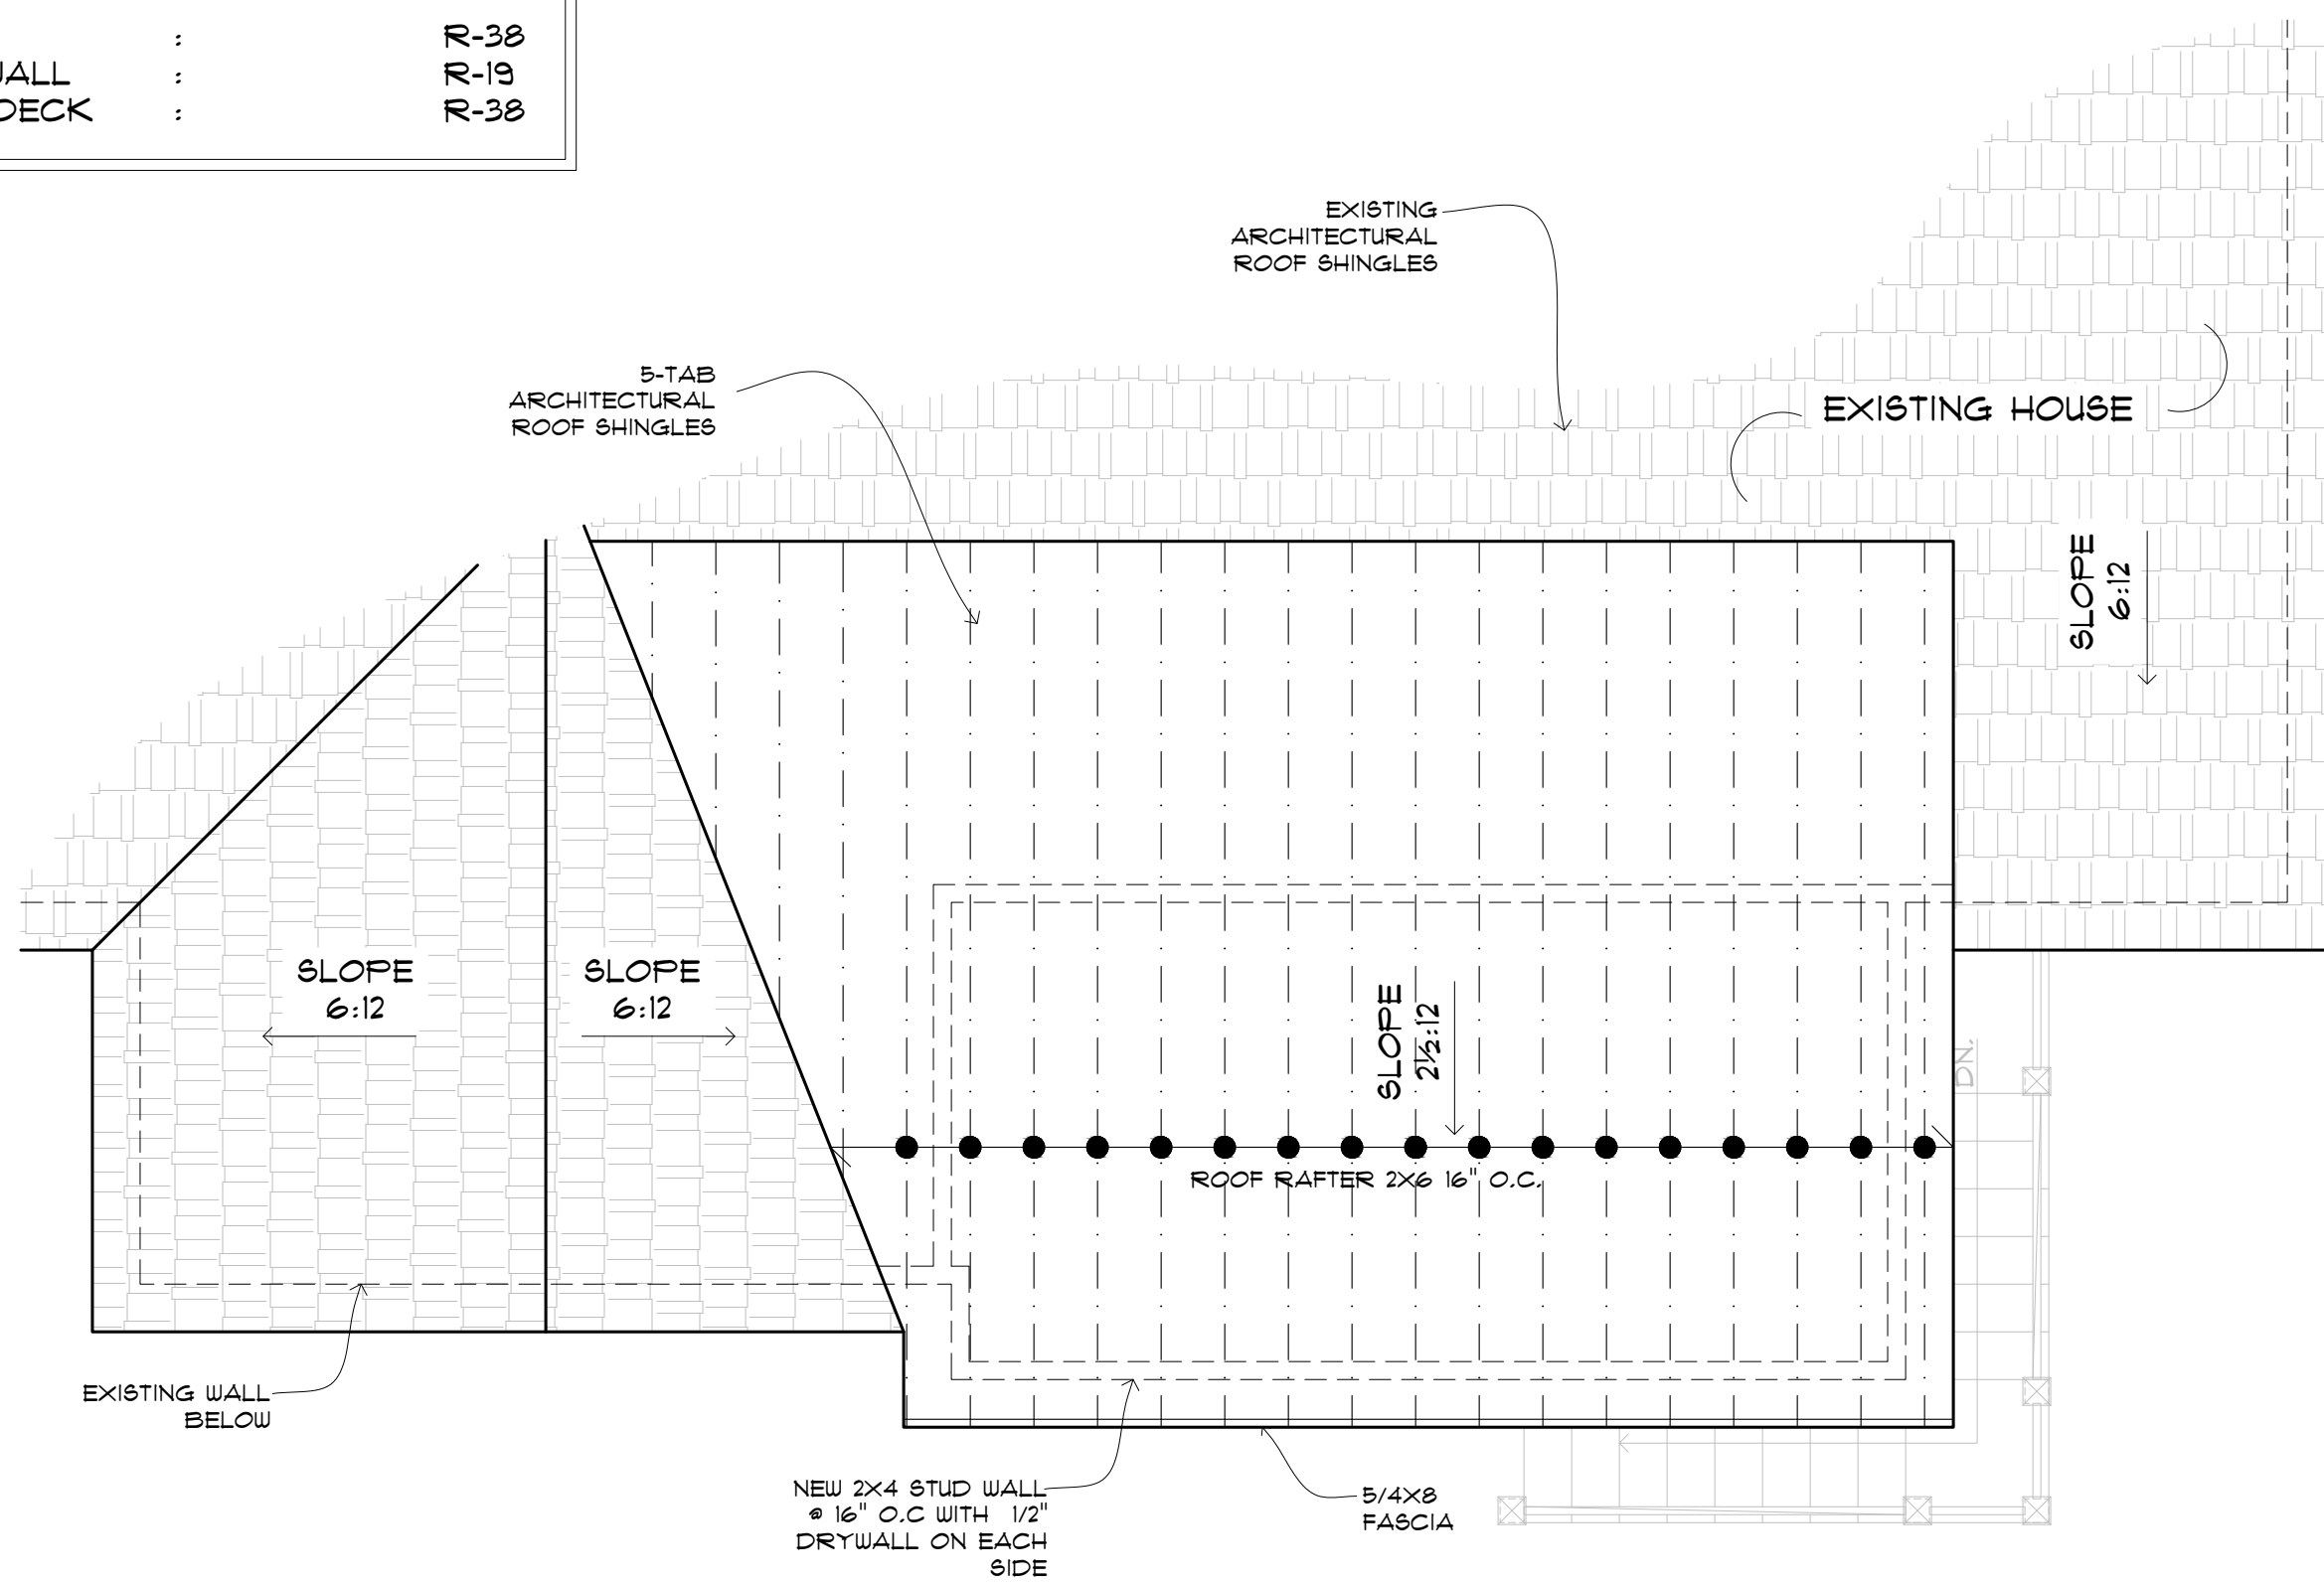 : R-38
WALL : R-19
DECK : R-38
EXISTING
ARCHITECTURAL
ROOF SHINGLES
5-TAB
ARCHITECTURAL
ROOF SHINGLES
EXISTING HOUSE
SLOPE
6:12
SLOPE
6:12
SLOPE
6:12
SLOPE
2½:12
DN.
ROOF RAFTER 2X6 16" O.C.
EXISTING WALL
BELOW
NEW 2X4 STUD WALL
@ 16" O.C WITH 1/2"
DRYWALL ON EACH
SIDE
5/4X8
FASCIA